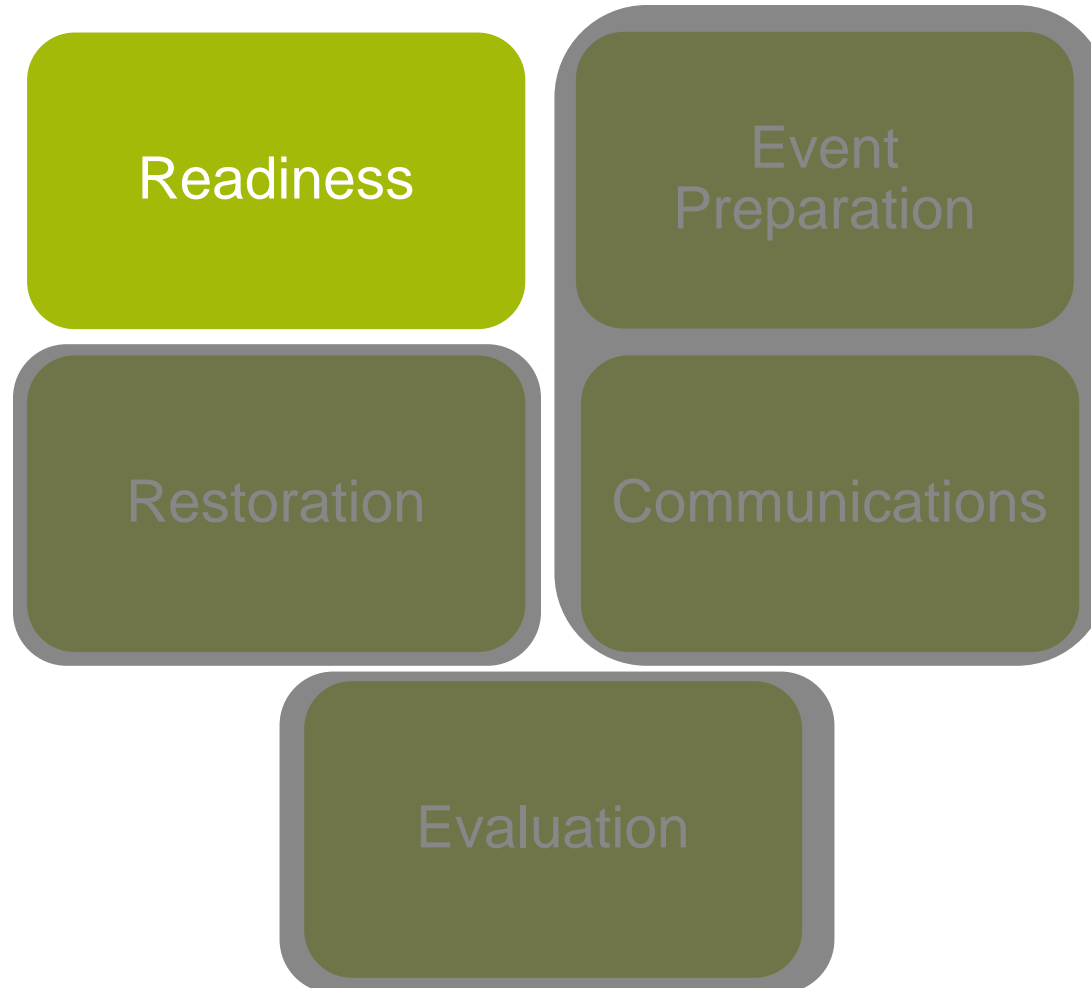 Readiness
Event
Preparation
Restoration
Communications
Evaluation